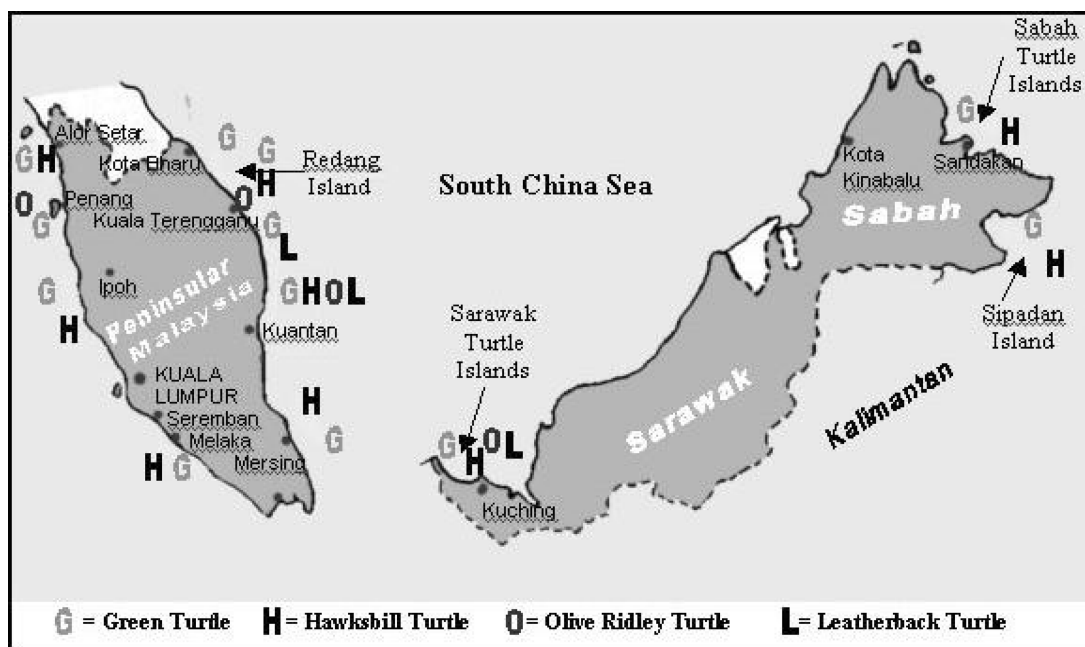 Sabah
Turtle
Islands
G
Alor Setar
G
G
G H
Kota Bharu
Redang
Island
H
G
H
Kota
Kinabalu
Sandakan
South China Sea
O
Penang
O
G
Kuala Terengganu
G
Sabah
G
L
H
Ipoh
G
G H O L
Peninsular
Malaysia
H
Kuantan
Sarawak
Turtle
Islands
Sipadan
Island
KUALA
LUMPUR
H
Kalimantan
Seremban
Melaka
G
Sarawak
G
O
L
H
H
G
Mersing
Kuching
G = Green Turtle H = Hawksbill Turtle O = Olive Ridley Turtle L = Leatherback Turtle